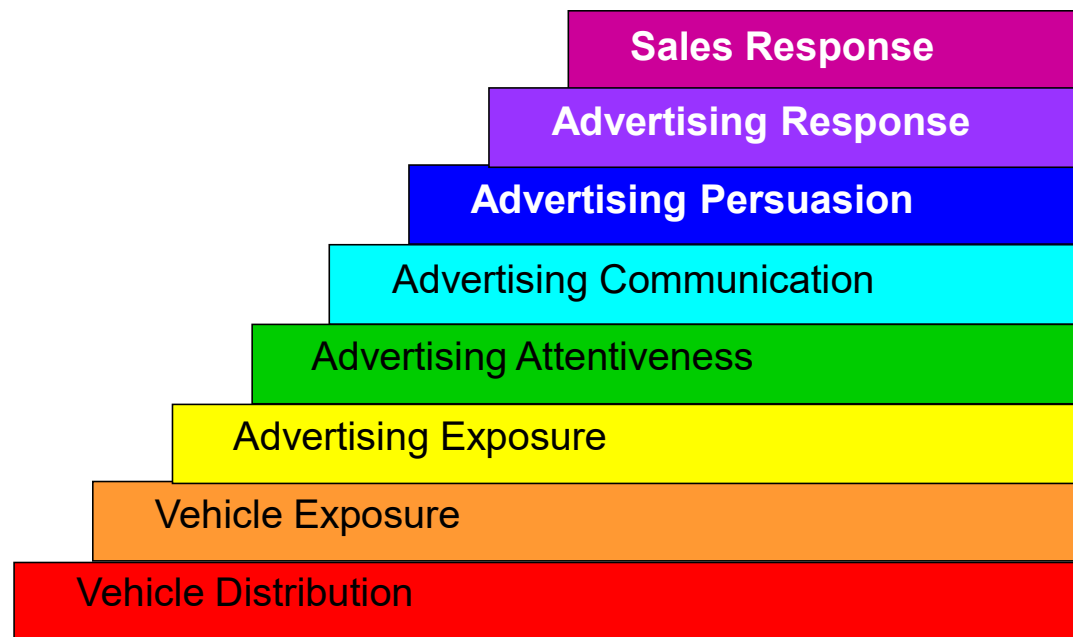 Sales Response
Advertising Response
Advertising Persuasion
Advertising Communication
Advertising Attentiveness
Advertising Exposure
Vehicle Exposure
Vehicle Distribution